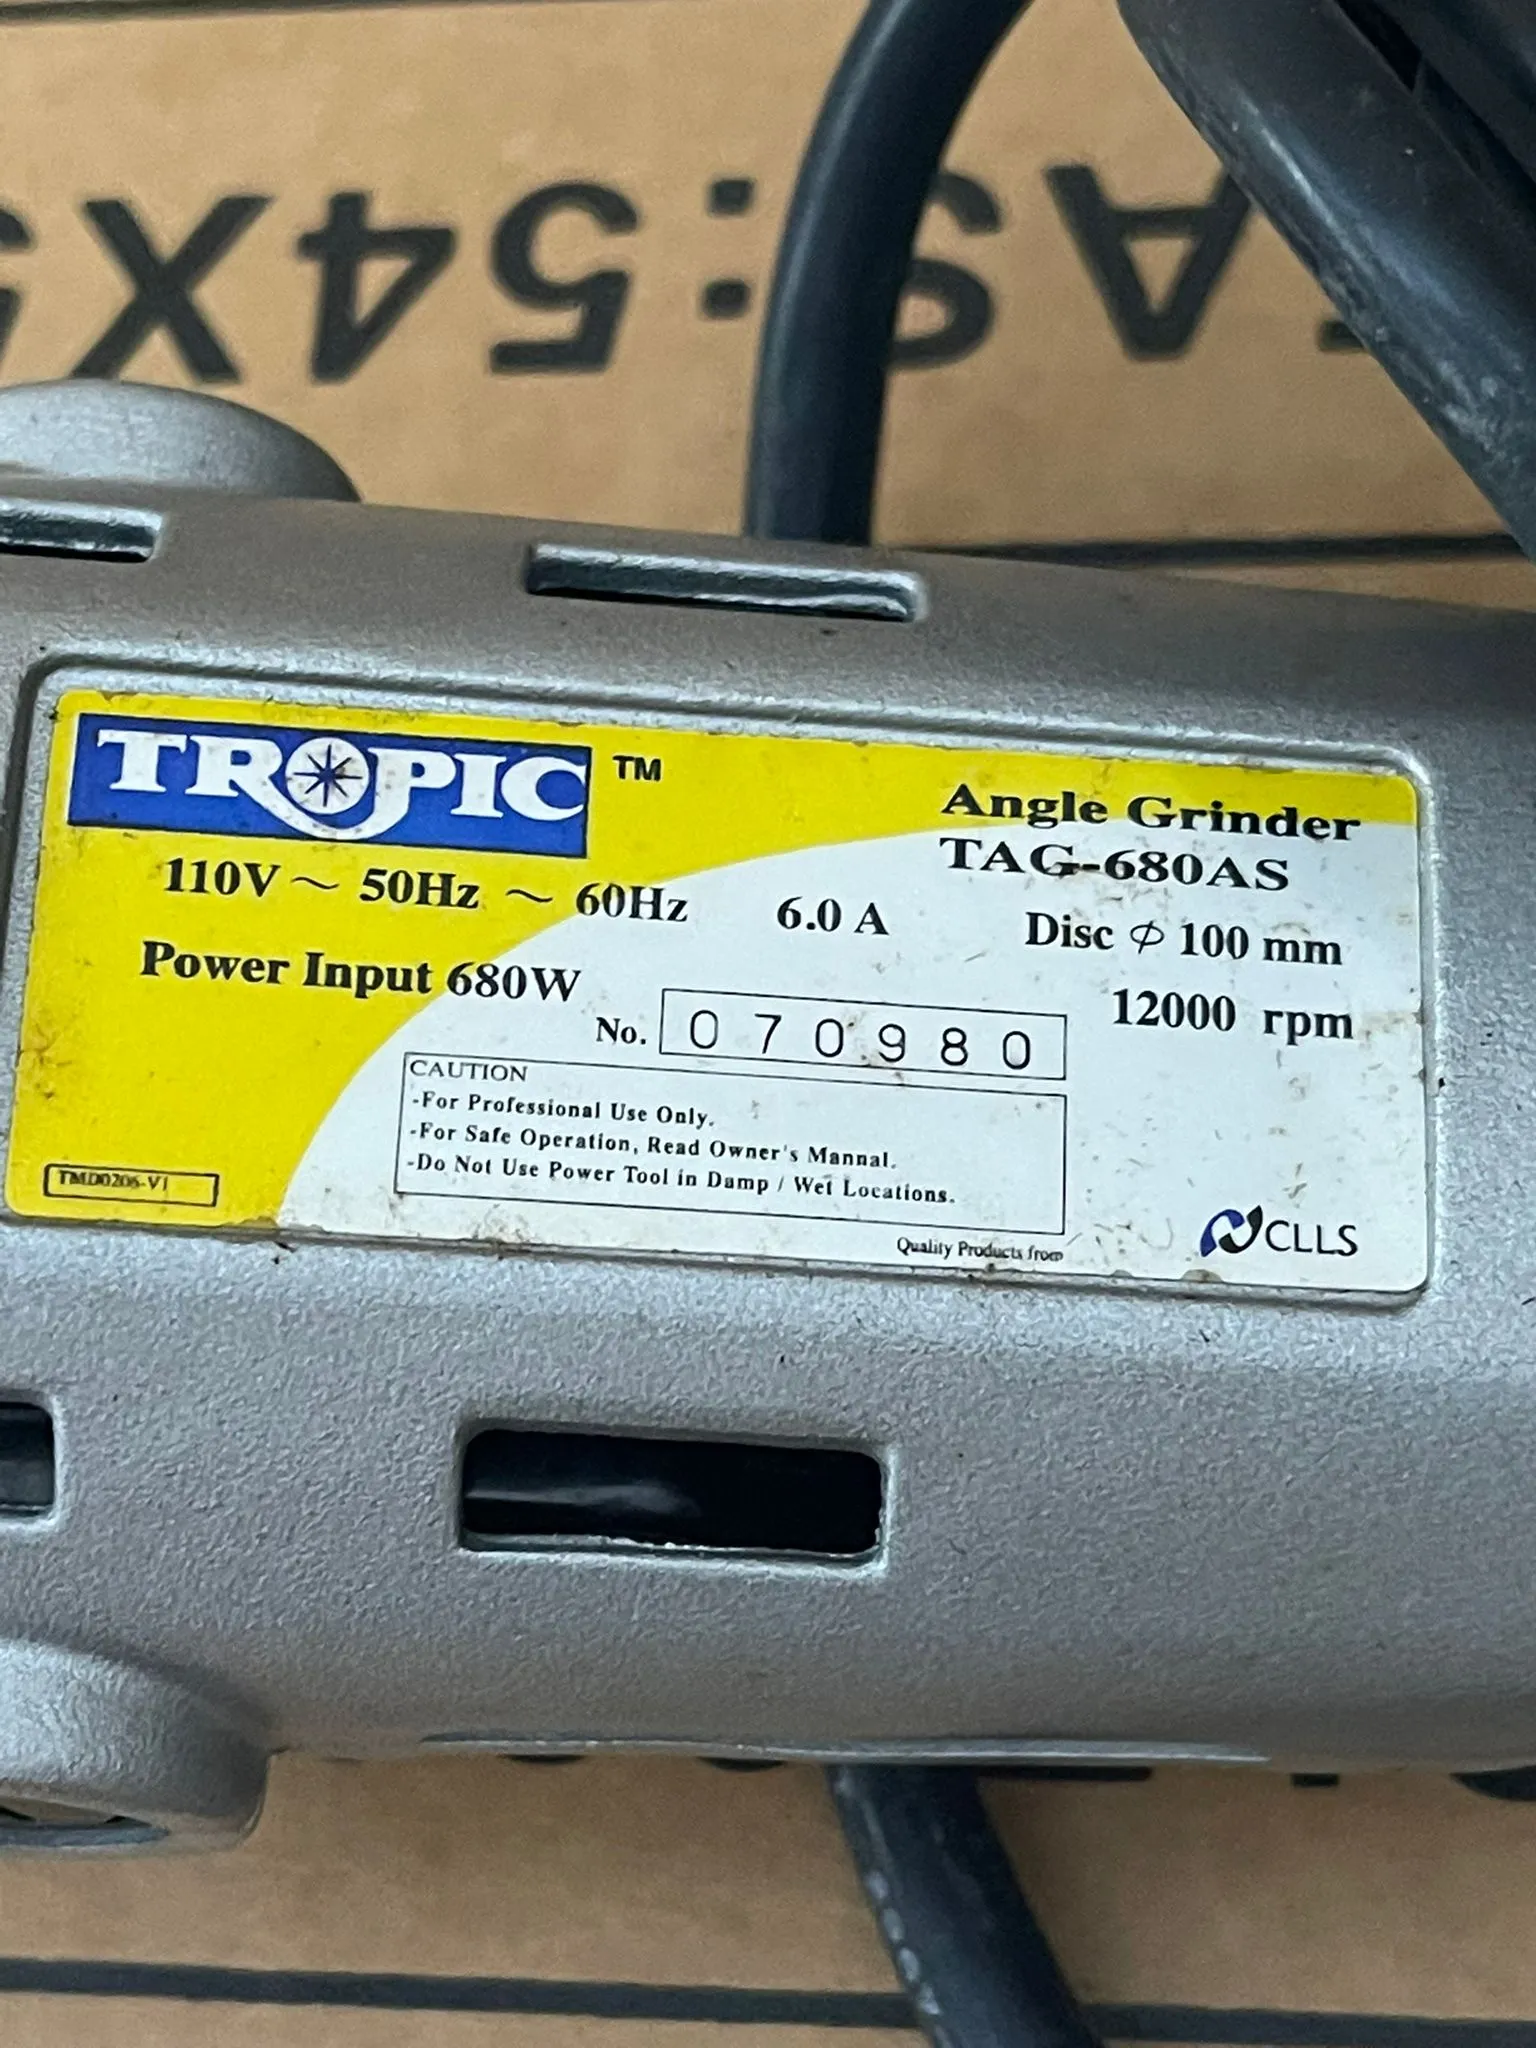 AS:54X5
TROPIC TM
Angle Grinder
TAG-680AS
110V ~ 50Hz ~ 60Hz 6.0 A
Disc φ 100 mm
Power Input 680W
12000 rpm
No. 070980
CAUTION
-For Professional Use Only.
-For Safe Operation, Read Owner's Mannal.
-Do Not Use Power Tool in Damp / Wet Locations.
TMD0206-V1
Quality Products from
CLLS